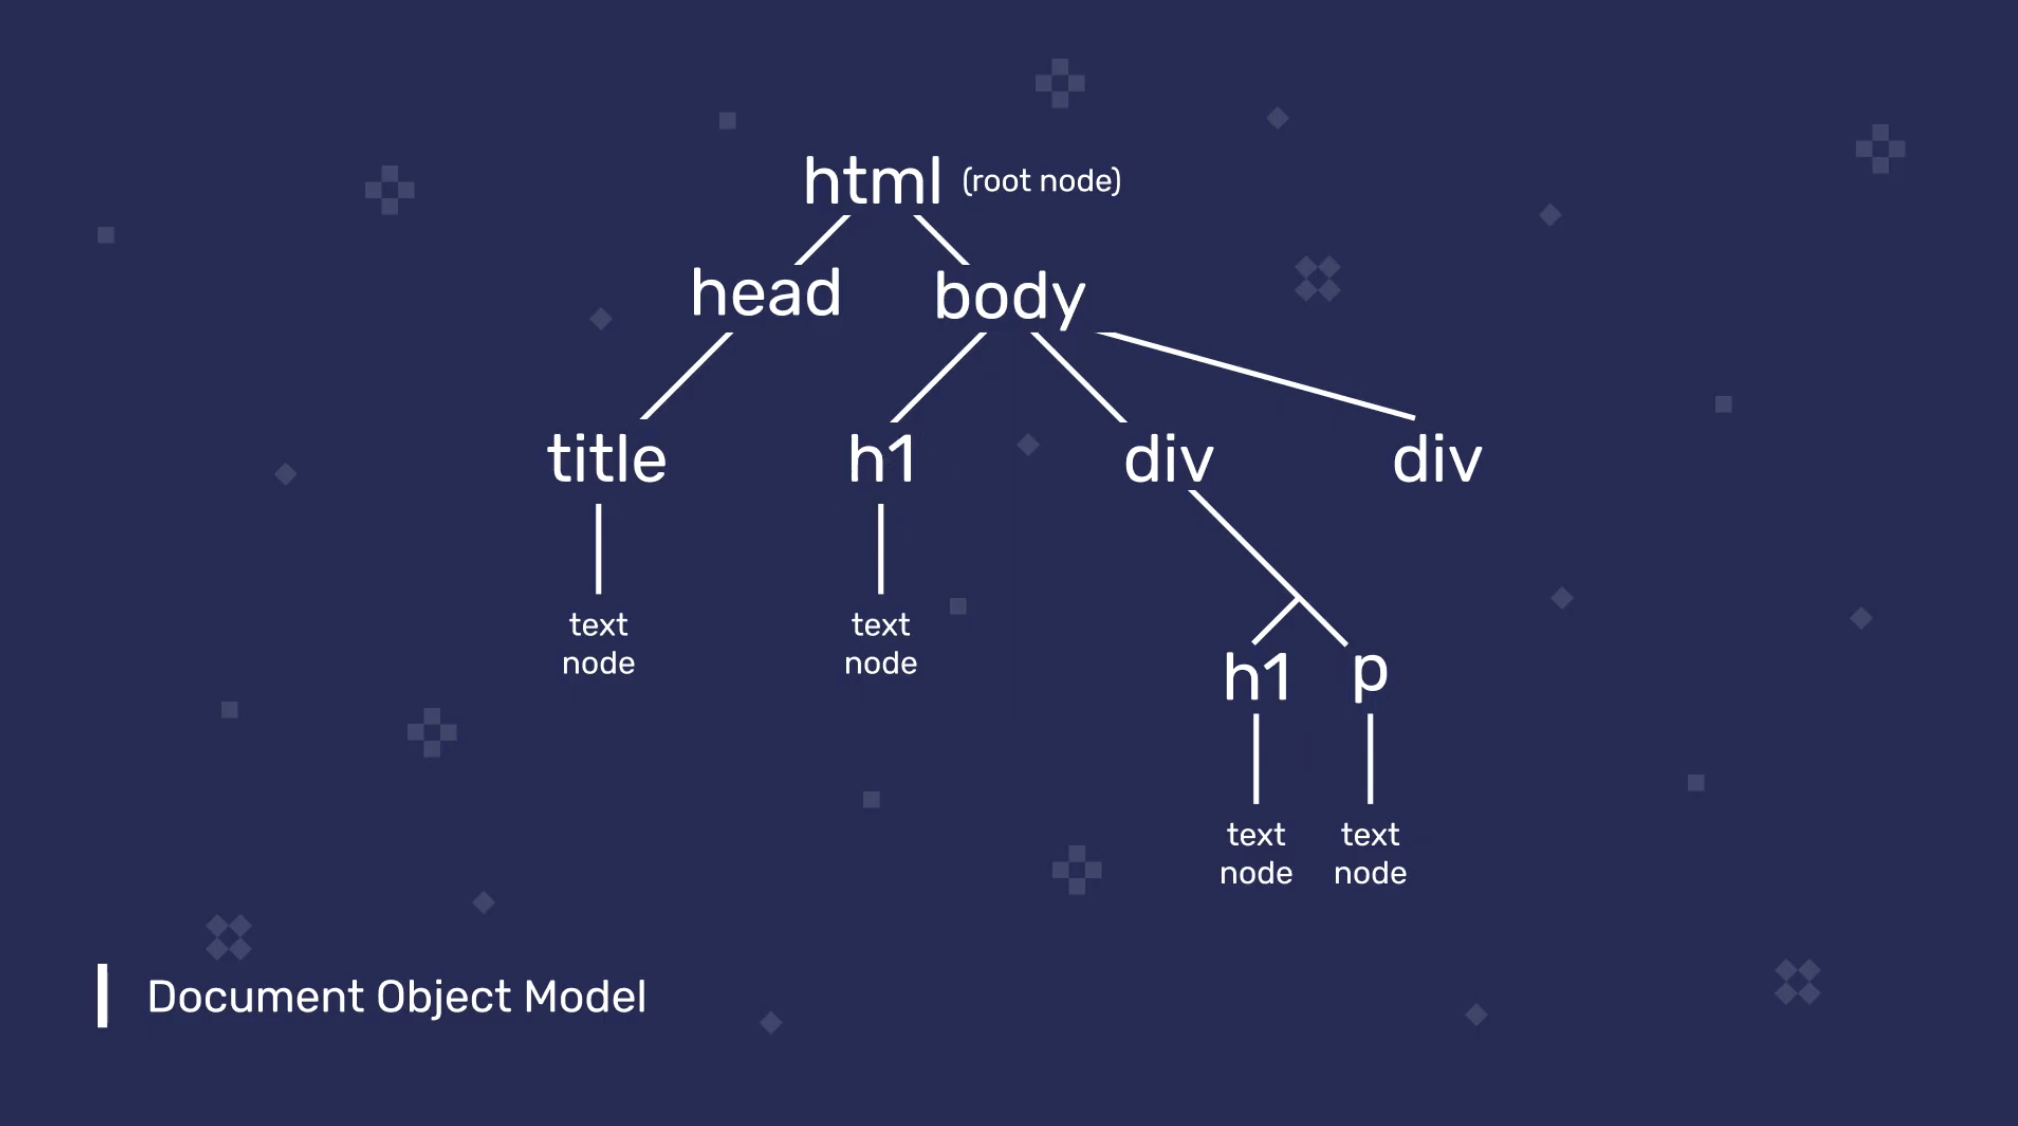 html (root node)
head body
title h1 div div
text text
node node
h1 p
text text
node node
Document Object Model